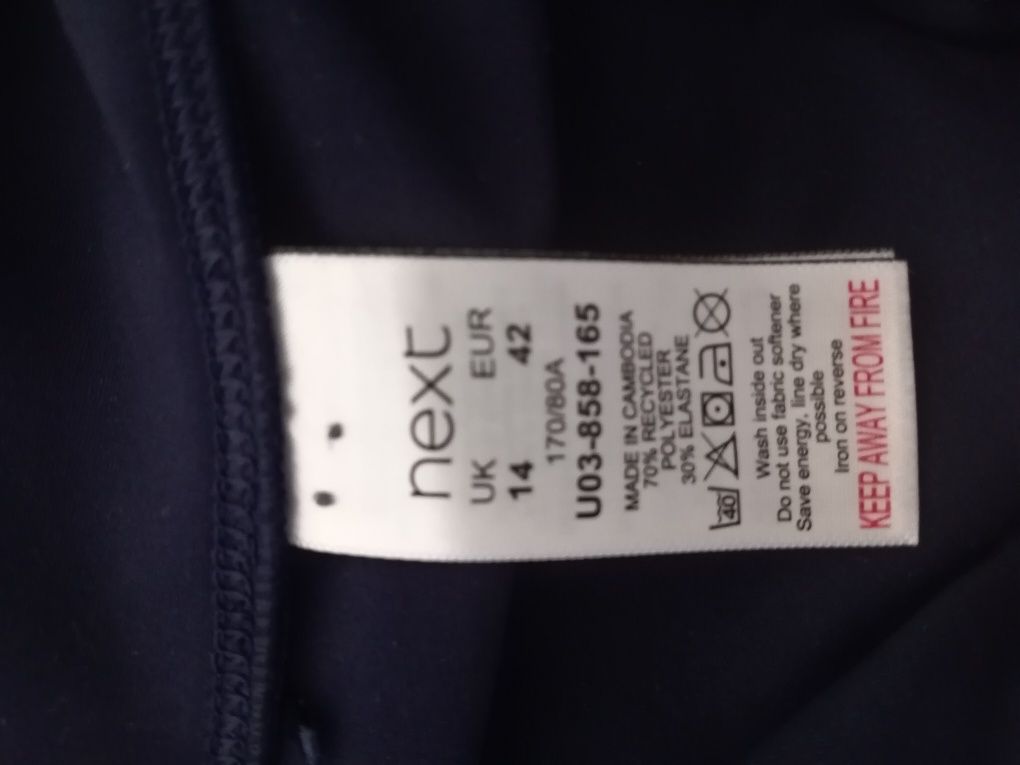 next
UK EUR
14 42
170/80A
U03-858-165
MADE IN CAMBODIA
70% RECYCLED
POLYESTER
30% ELASTANE
40
Wash inside out
Do not use fabric softener
Save energy, line dry where
possible
Iron on reverse
KEEP AWAY FROM FIRE